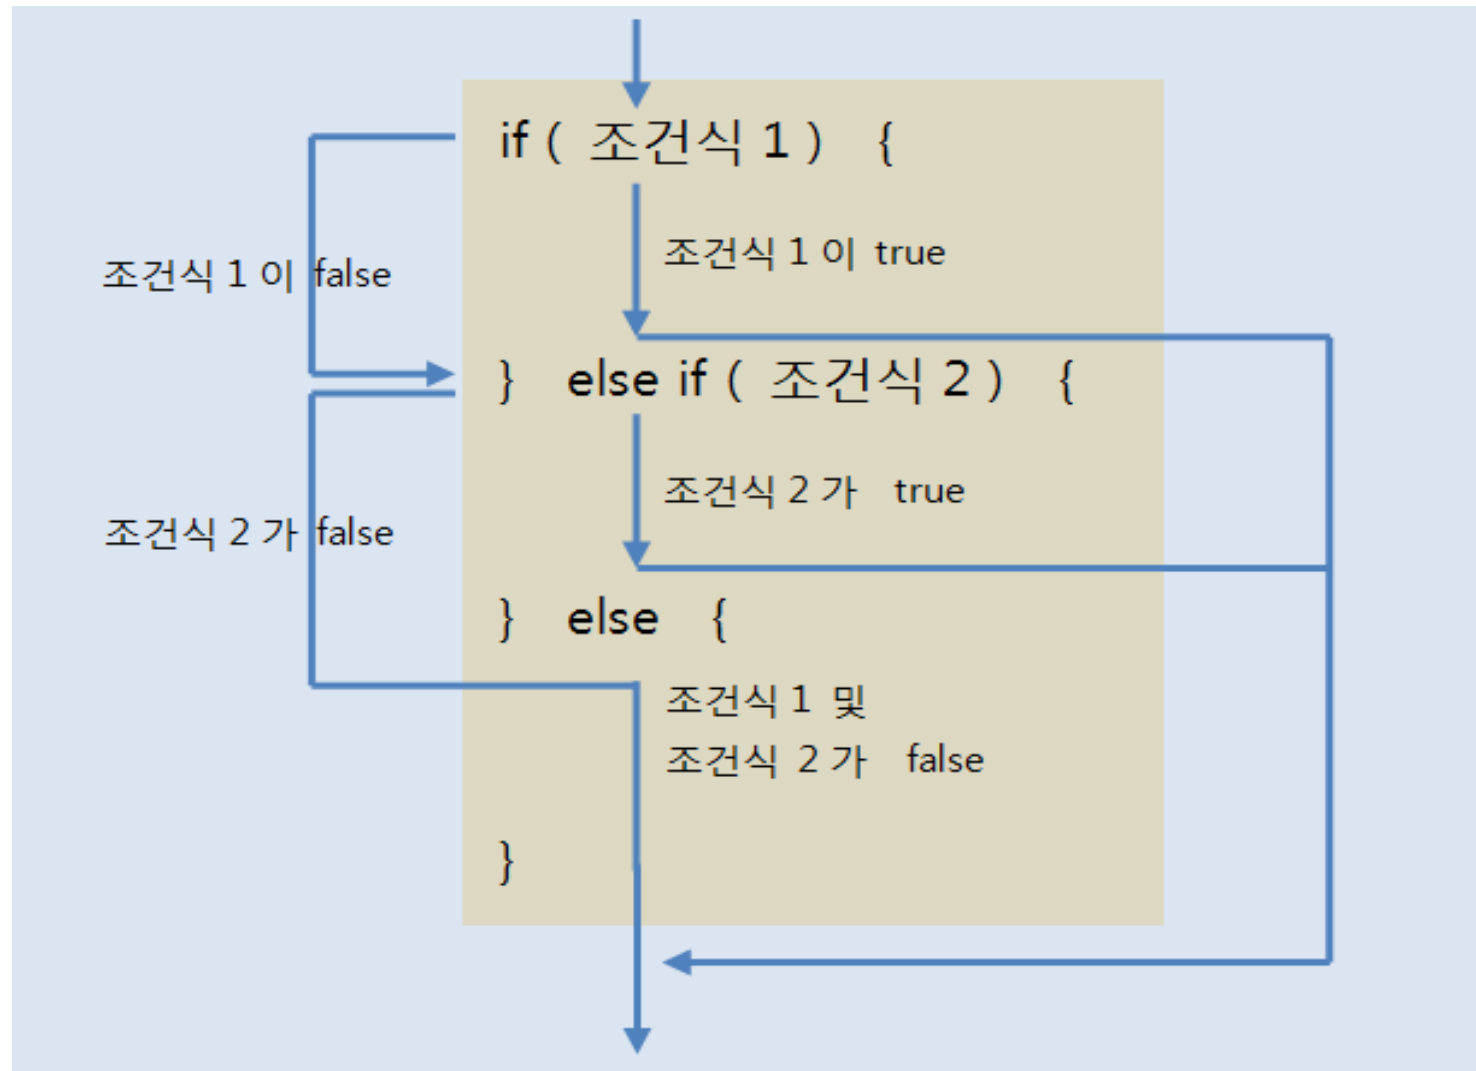 if ( 조건식 1 ) {
조건식 1 이 true
조건식 1 이 false
} else if ( 조건식 2 ) {
조건식 2 가 true
조건식 2 가 false
} else {
조건식 1 및
조건식 2 가 false
}